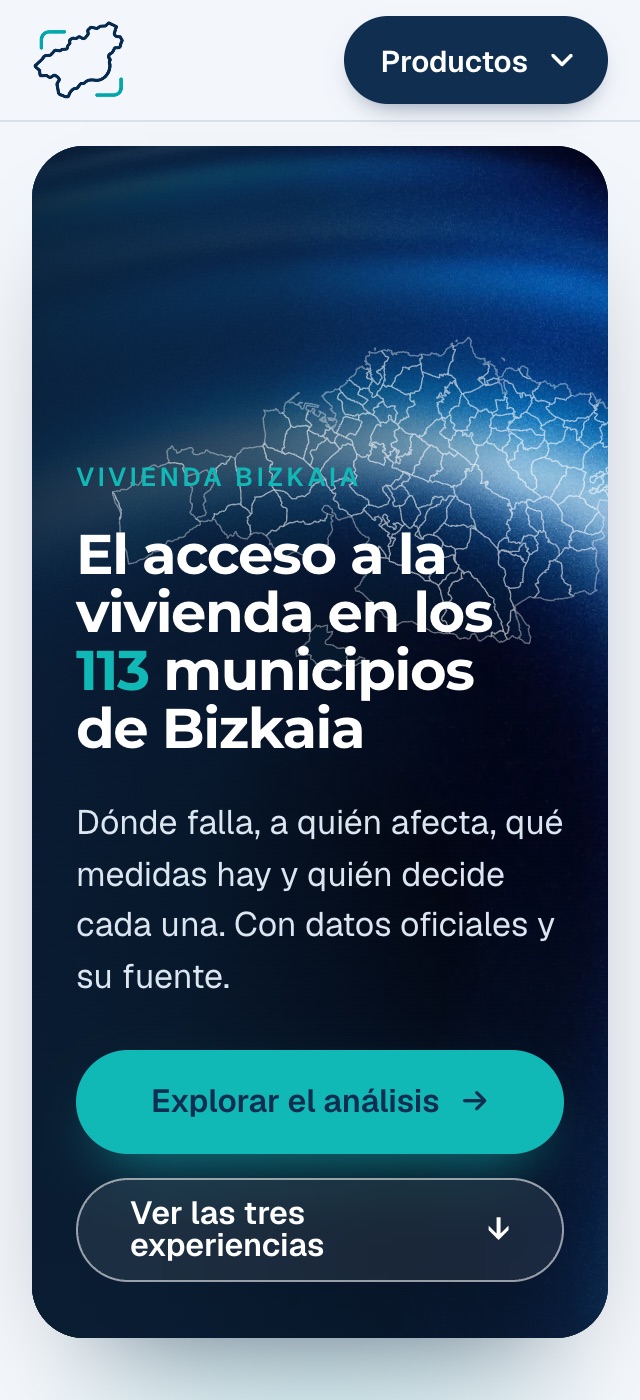 Productos
VIVIENDA BIZKAIA
El acceso a la
vivienda en los
113 municipios
de Bizkaia
Dónde falla, a quién afecta, qué
medidas hay y quién decide
cada una. Con datos oficiales y
su fuente.
Explorar el análisis →
Ver las tres
experiencias ↓